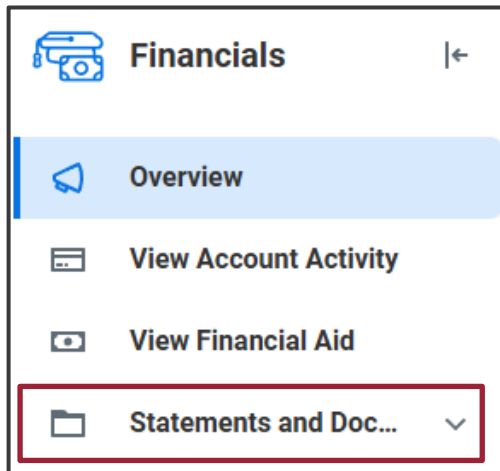 Financials
Overview
View Account Activity
View Financial Aid
Statements and Doc...